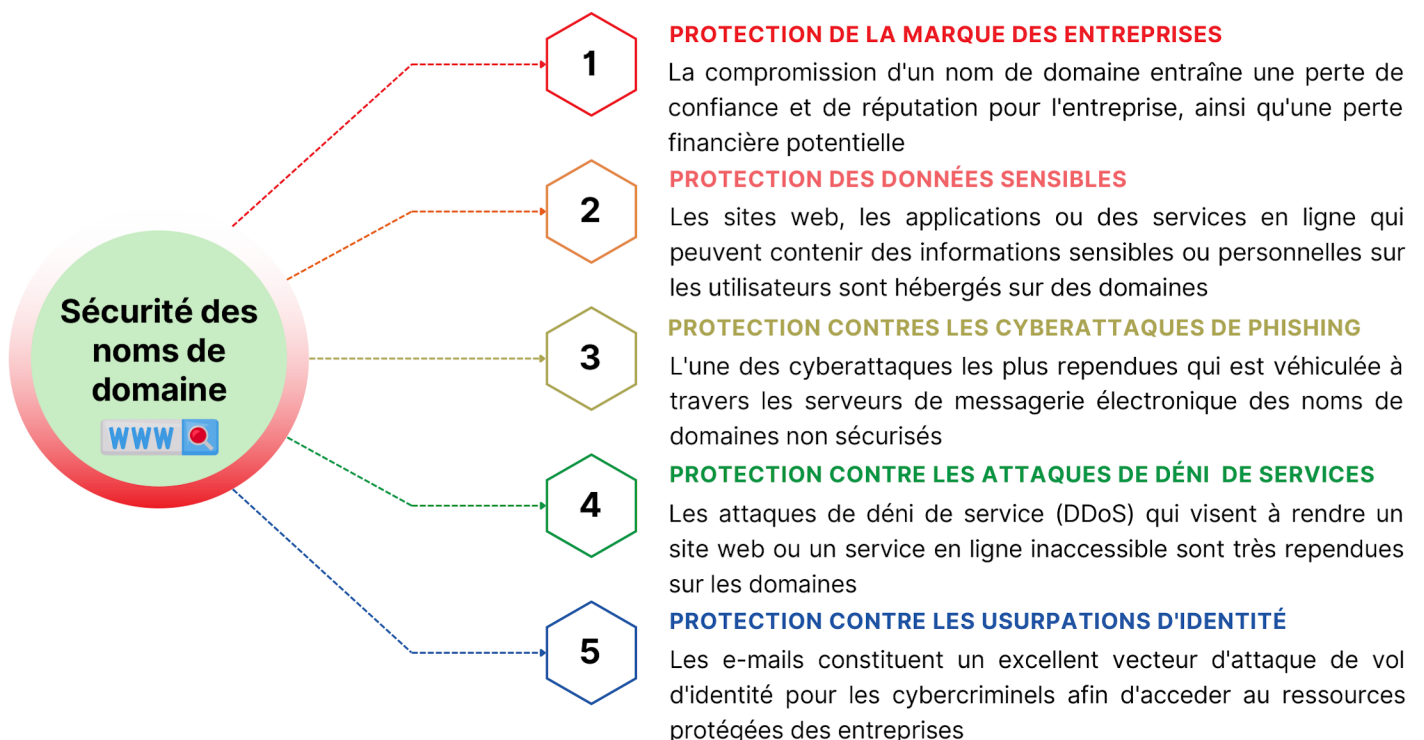 Sécurité des
noms de
domaine
WWW
1
PROTECTION DE LA MARQUE DES ENTREPRISES
La compromission d'un nom de domaine entraîne une perte de
confiance et de réputation pour l'entreprise, ainsi qu'une perte
financière potentielle
2
PROTECTION DES DONNÉES SENSIBLES
Les sites web, les applications ou des services en ligne qui
peuvent contenir des informations sensibles ou personnelles sur
les utilisateurs sont hébergés sur des domaines
3
PROTECTION CONTRES LES CYBERATTAQUES DE PHISHING
L'une des cyberattaques les plus rependues qui est véhiculée à
travers les serveurs de messagerie électronique des noms de
domaines non sécurisés
4
PROTECTION CONTRE LES ATTAQUES DE DÉNI DE SERVICES
Les attaques de déni de service (DDoS) qui visent à rendre un
site web ou un service en ligne inaccessible sont très rependues
sur les domaines
5
PROTECTION CONTRE LES USURPATIONS D'IDENTITÉ
Les e-mails constituent un excellent vecteur d'attaque de vol
d'identité pour les cybercriminels afin d'acceder au ressources
protégées des entreprises